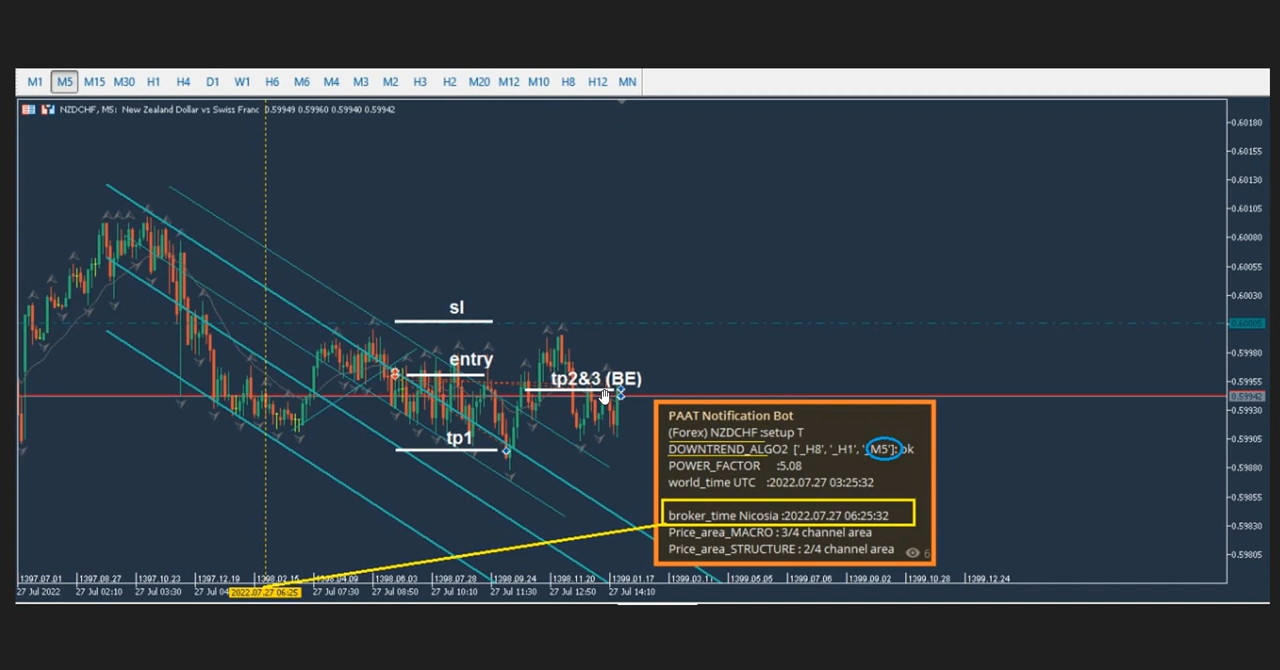 M1 M5 M15 M30 H1 H4 D1 W1 H6 M6 M4 M3 M2 H3 H2 M20 M12 M10 H8 H12 MN
NZDCHF, M5: New Zealand Dollar vs Swiss Franc 0.59949 0.59960 0.59940 0.59942
0.60180
0.60155
0.60130
0.60105
0.60080
0.60055
0.60030
0.60005
0.59980
0.59955
0.59942
0.59930
0.59905
0.59880
0.59855
0.59830
0.59805
sl
entry
tp2&3 (BE)
tp1
PAAT Notification Bot
(Forex) NZDCHF :setup T
DOWNTREND_ALGO2 ['_H8', '_H1', '_M5']: ok
POWER_FACTOR :5.08
world_time UTC :2022.07.27 03:25:32
broker_time Nicosia :2022.07.27 06:25:32
Price_area_MACRO : 3/4 channel area
Price_area_STRUCTURE : 2/4 channel area 6
1397.07.01 1397.08.27 1397.10.23 1397.12.19 1398.02.15 1398.04.09 1398.06.03 1398.07.28 1398.09.24 1398.11.20 1399.01.17 1399.03.11 1399.05.05 1399.07.06 1399.09.02 1399.10.28 1399.12.24
27 Jul 2022 27 Jul 02:10 27 Jul 03:30 27 Jul 04 2022.07.27 06:25 27 Jul 07:30 27 Jul 08:50 27 Jul 10:10 27 Jul 11:30 27 Jul 12:50 27 Jul 14:10